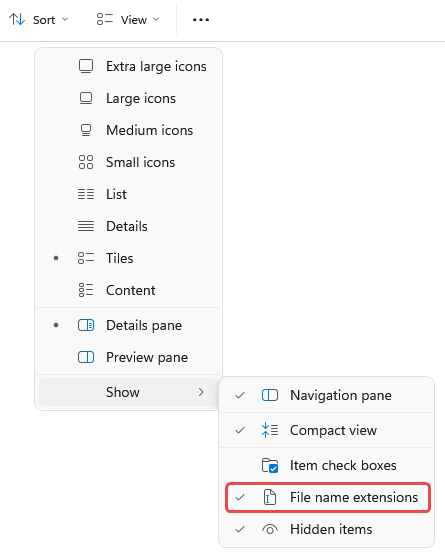 Sort
View
Extra large icons
Large icons
Medium icons
Small icons
List
Details
Tiles
Content
Details pane
Preview pane
Show
Navigation pane
Compact view
Item check boxes
File name extensions
Hidden items